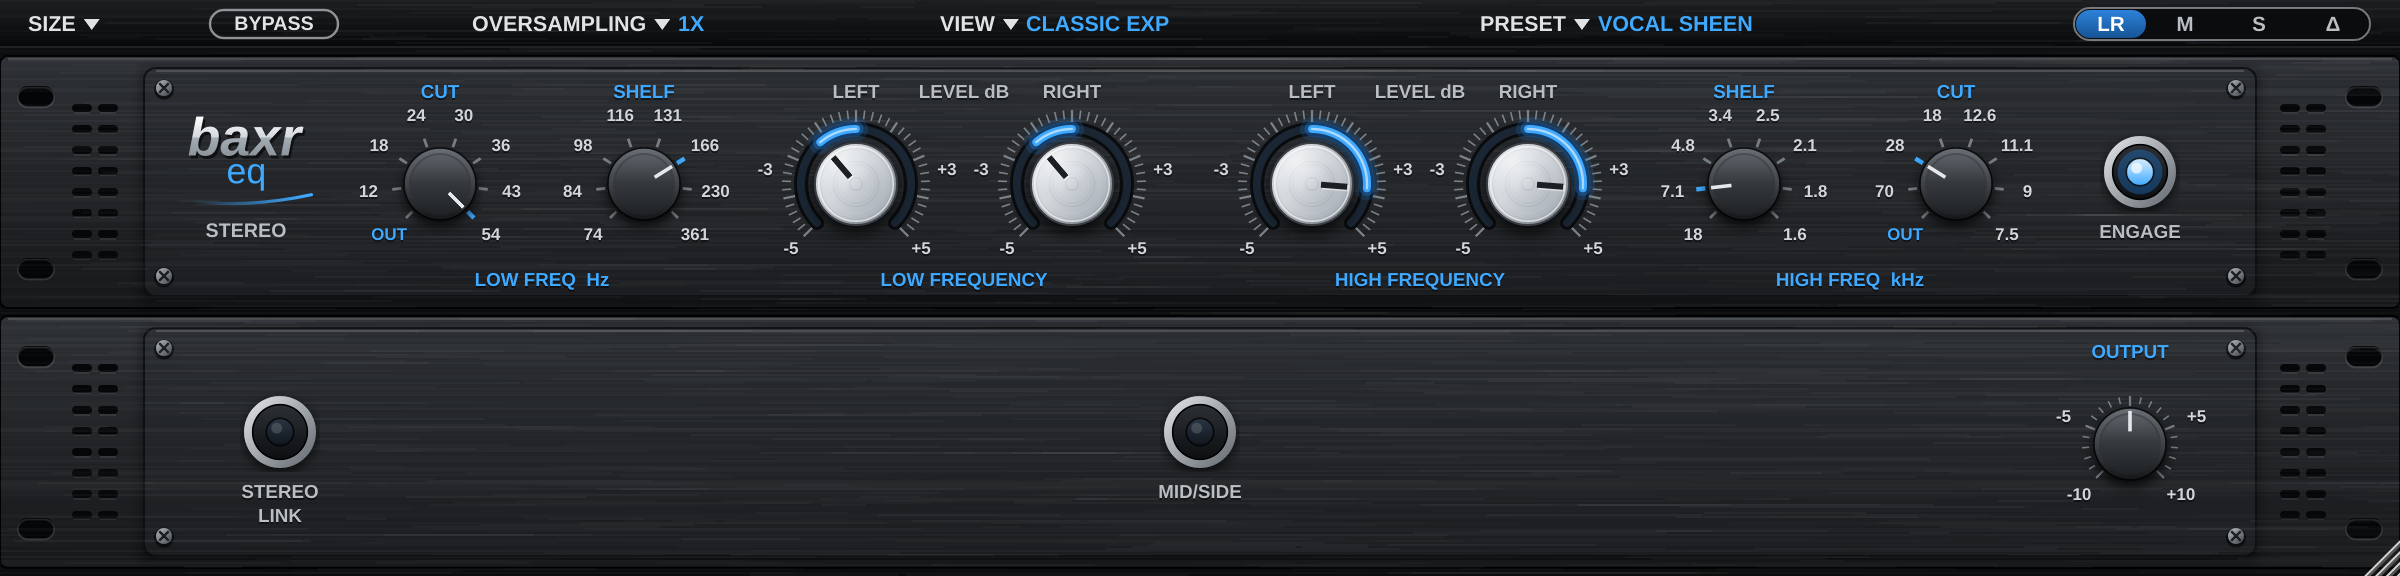 SIZE
BYPASS
OVERSAMPLING 1X
VIEW CLASSIC EXP
PRESET VOCAL SHEEN
LR M S Δ
baxr
eq
STEREO
CUT
24 30
18 36
12 43
OUT 54
SHELF
116 131
98 166
84 230
74 361
LOW FREQ Hz
LEFT LEVEL dB RIGHT
-3 +3 -3 +3
-5 +5 -5 +5
LOW FREQUENCY
LEFT LEVEL dB RIGHT
-3 +3 -3 +3
-5 +5 -5 +5
HIGH FREQUENCY
SHELF
3.4 2.5
4.8 2.1
7.1 1.8
18 1.6
CUT
18 12.6
28 11.1
70 9
OUT 7.5
HIGH FREQ kHz
ENGAGE
STEREO
LINK
MID/SIDE
OUTPUT
-5 +5
-10 +10